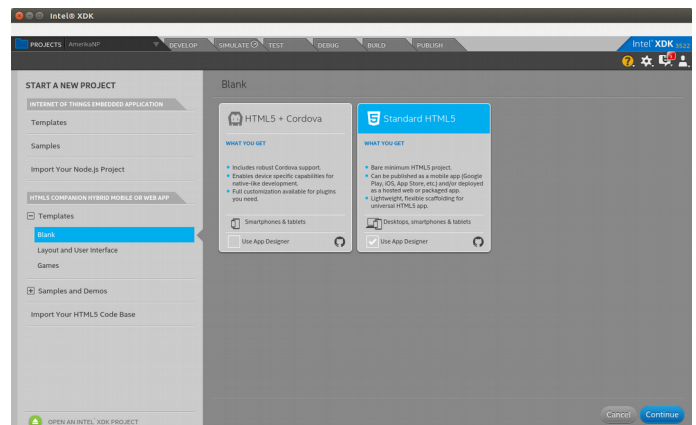 Intel® XDK
PROJECTS AmerikaNP
DEVELOP
SIMULATE
TEST
DEBUG
BUILD
PUBLISH
Intel® XDK 3522
START A NEW PROJECT
INTERNET OF THINGS EMBEDDED APPLICATION
Templates
Samples
Import Your Node.js Project
HTML5 COMPANION HYBRID MOBILE OR WEB APP
Templates
Blank
Layout and User Interface
Games
Samples and Demos
Import Your HTML5 Code Base
OPEN AN INTEL® XDK PROJECT
Blank
HTML5 + Cordova
WHAT YOU GET
Includes robust Cordova support.
Enables device specific capabilities for
native-like development.
Full customization available for plugins
you need.
Smartphones & tablets
Use App Designer
Standard HTML5
WHAT YOU GET
Bare minimum HTML5 project.
Can be published as a mobile app (Google
Play, iOS, App Store, etc.) and/or deployed
as a hosted web or packaged app.
Lightweight, flexible scaffolding for
universal HTML5 app.
Desktops, smartphones & tablets
Use App Designer
Cancel
Continue